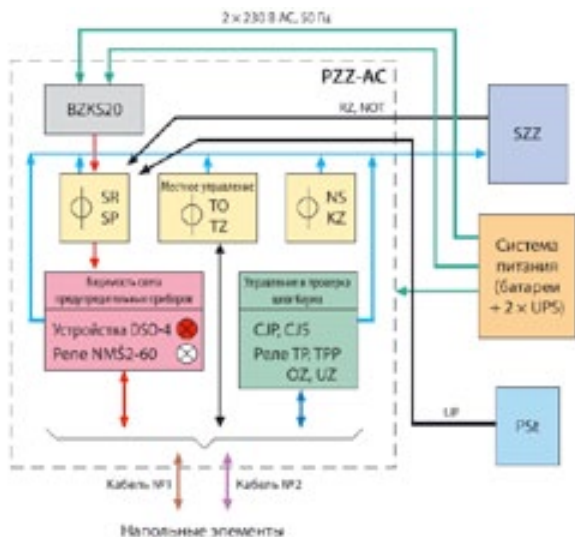 2 × 230 В AC, 50 Гц
PZZ-AC
BZKS20
KZ, NOT
SZZ
SR
SP
Местное управление
TO
TZ
NS
KZ
Система
питания
(батареи
+ 2 × UPS)
Видимость света
предупредительных приборов
Устройства DSO-4
Реле NMŠ2-60
Управление и проверка
шлагбаума
CJP, CJS
Реле TP, TPP
OZ, UZ
UP
PSt
Кабель №1
Кабель №2
Напольные элементы